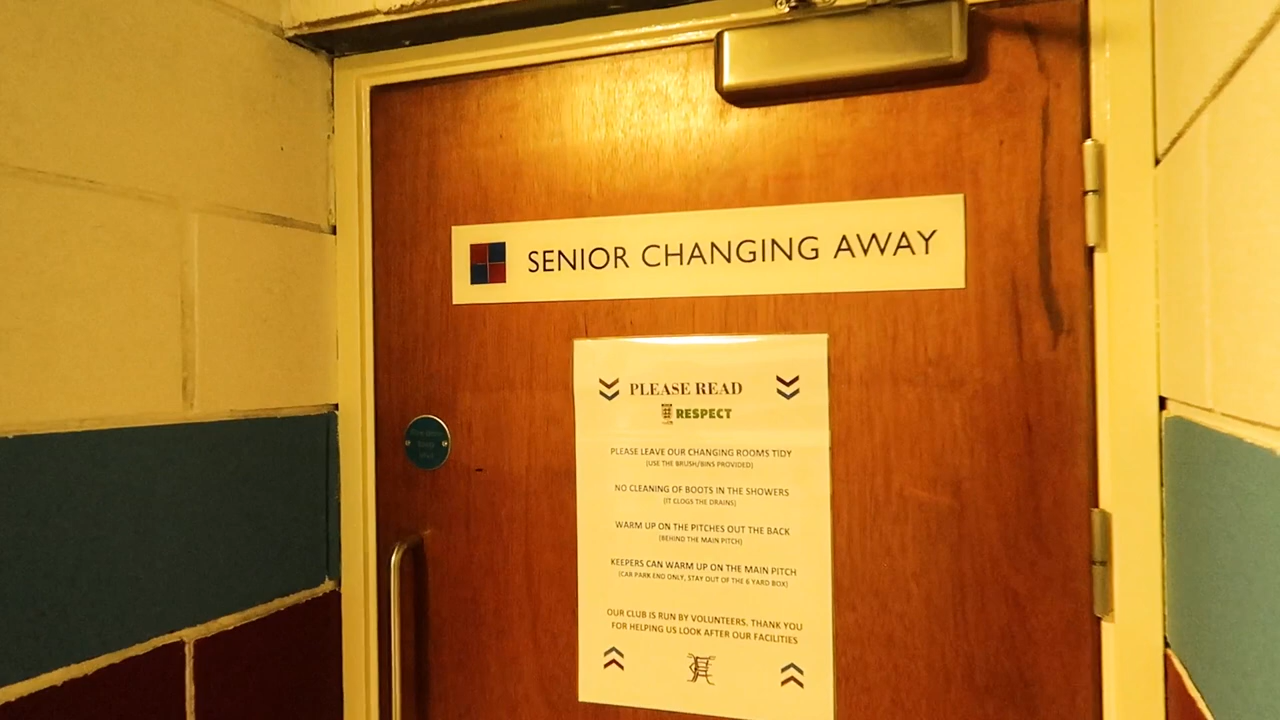 SENIOR CHANGING AWAY
PLEASE READ
RESPECT
PLEASE LEAVE OUR CHANGING ROOMS TIDY
(USE THE BRUSH/BINS PROVIDED)
NO CLEANING OF BOOTS IN THE SHOWERS
(IT CLOGS THE DRAINS)
WARM UP ON THE PITCHES OUT THE BACK
(BEHIND THE MAIN PITCH)
KEEPERS CAN WARM UP ON THE MAIN PITCH
(CAR PARK END ONLY, STAY OUT OF THE 6 YARD BOX)
OUR CLUB IS RUN BY VOLUNTEERS. THANK YOU
FOR HELPING US LOOK AFTER OUR FACILITIES